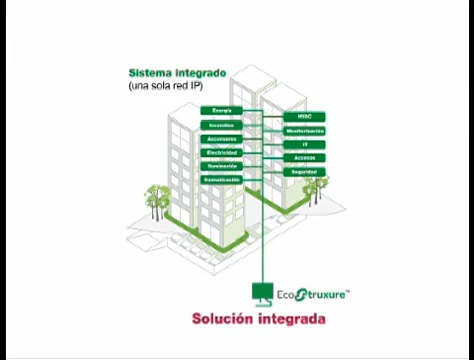 Sistema integrado
(una sola red IP)
Energía
Incendios
Ascensores
Electricidad
Iluminación
Comunicación
HVAC
Monitorización
IT
Accesos
Seguridad
EcoStruxure™
Solución integrada